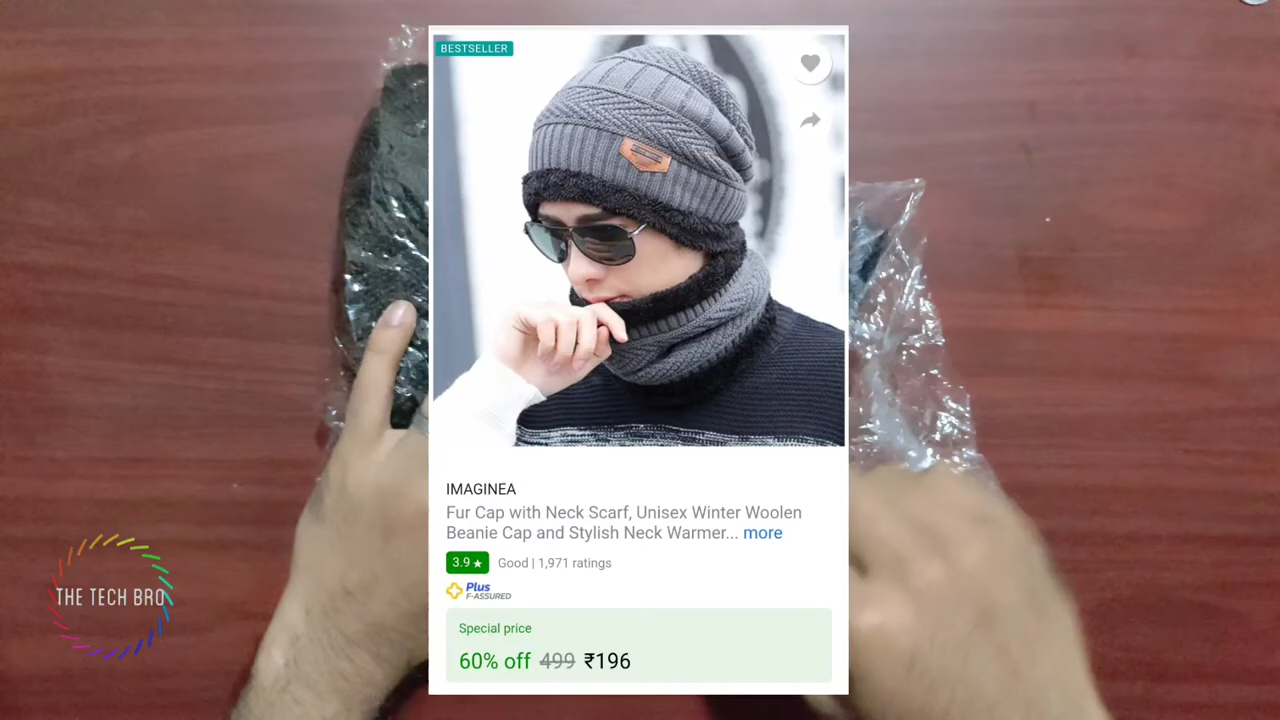 BESTSELLER
IMAGINEA
Fur Cap with Neck Scarf, Unisex Winter Woolen
Beanie Cap and Stylish Neck Warmer... more
3.9 ★ Good | 1,971 ratings
Plus
F-ASSURED
Special price
60% off 499 ₹196
THE TECH BRO